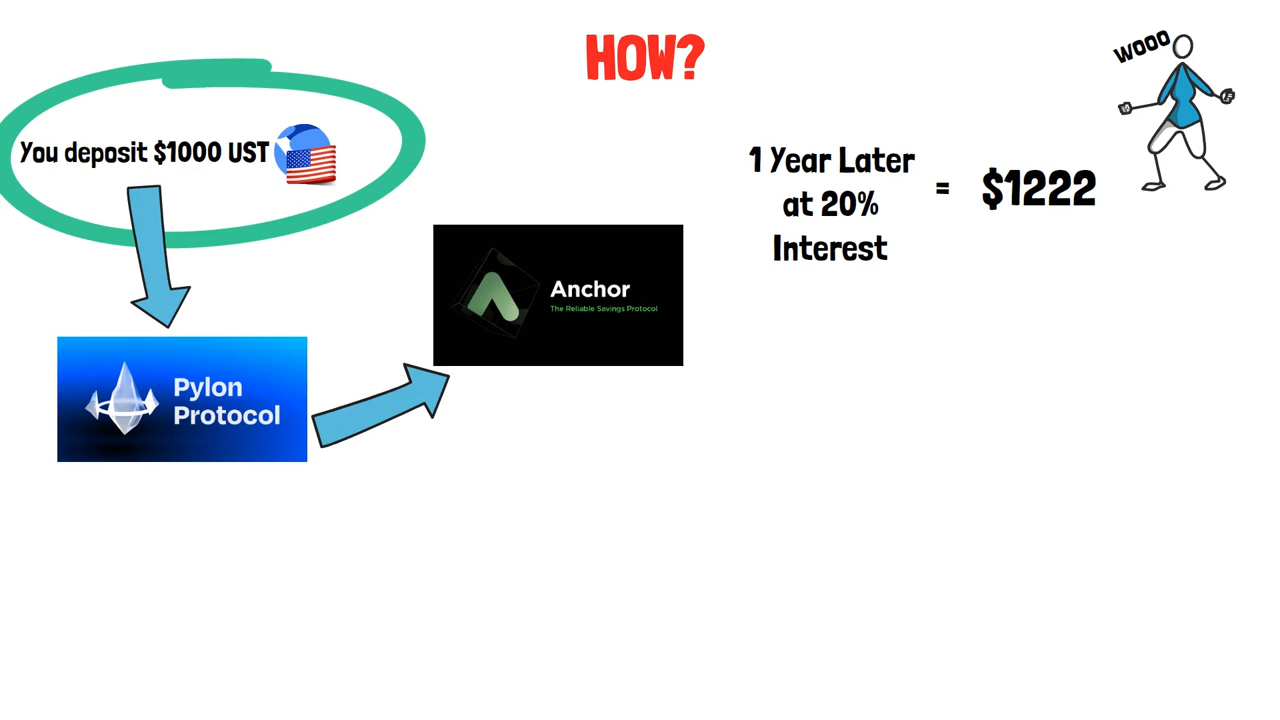 HOW?
WOOO
You deposit $1000 UST
1 Year Later
at 20%
Interest
= $1222
Anchor
The Reliable Savings Protocol
Pylon
Protocol